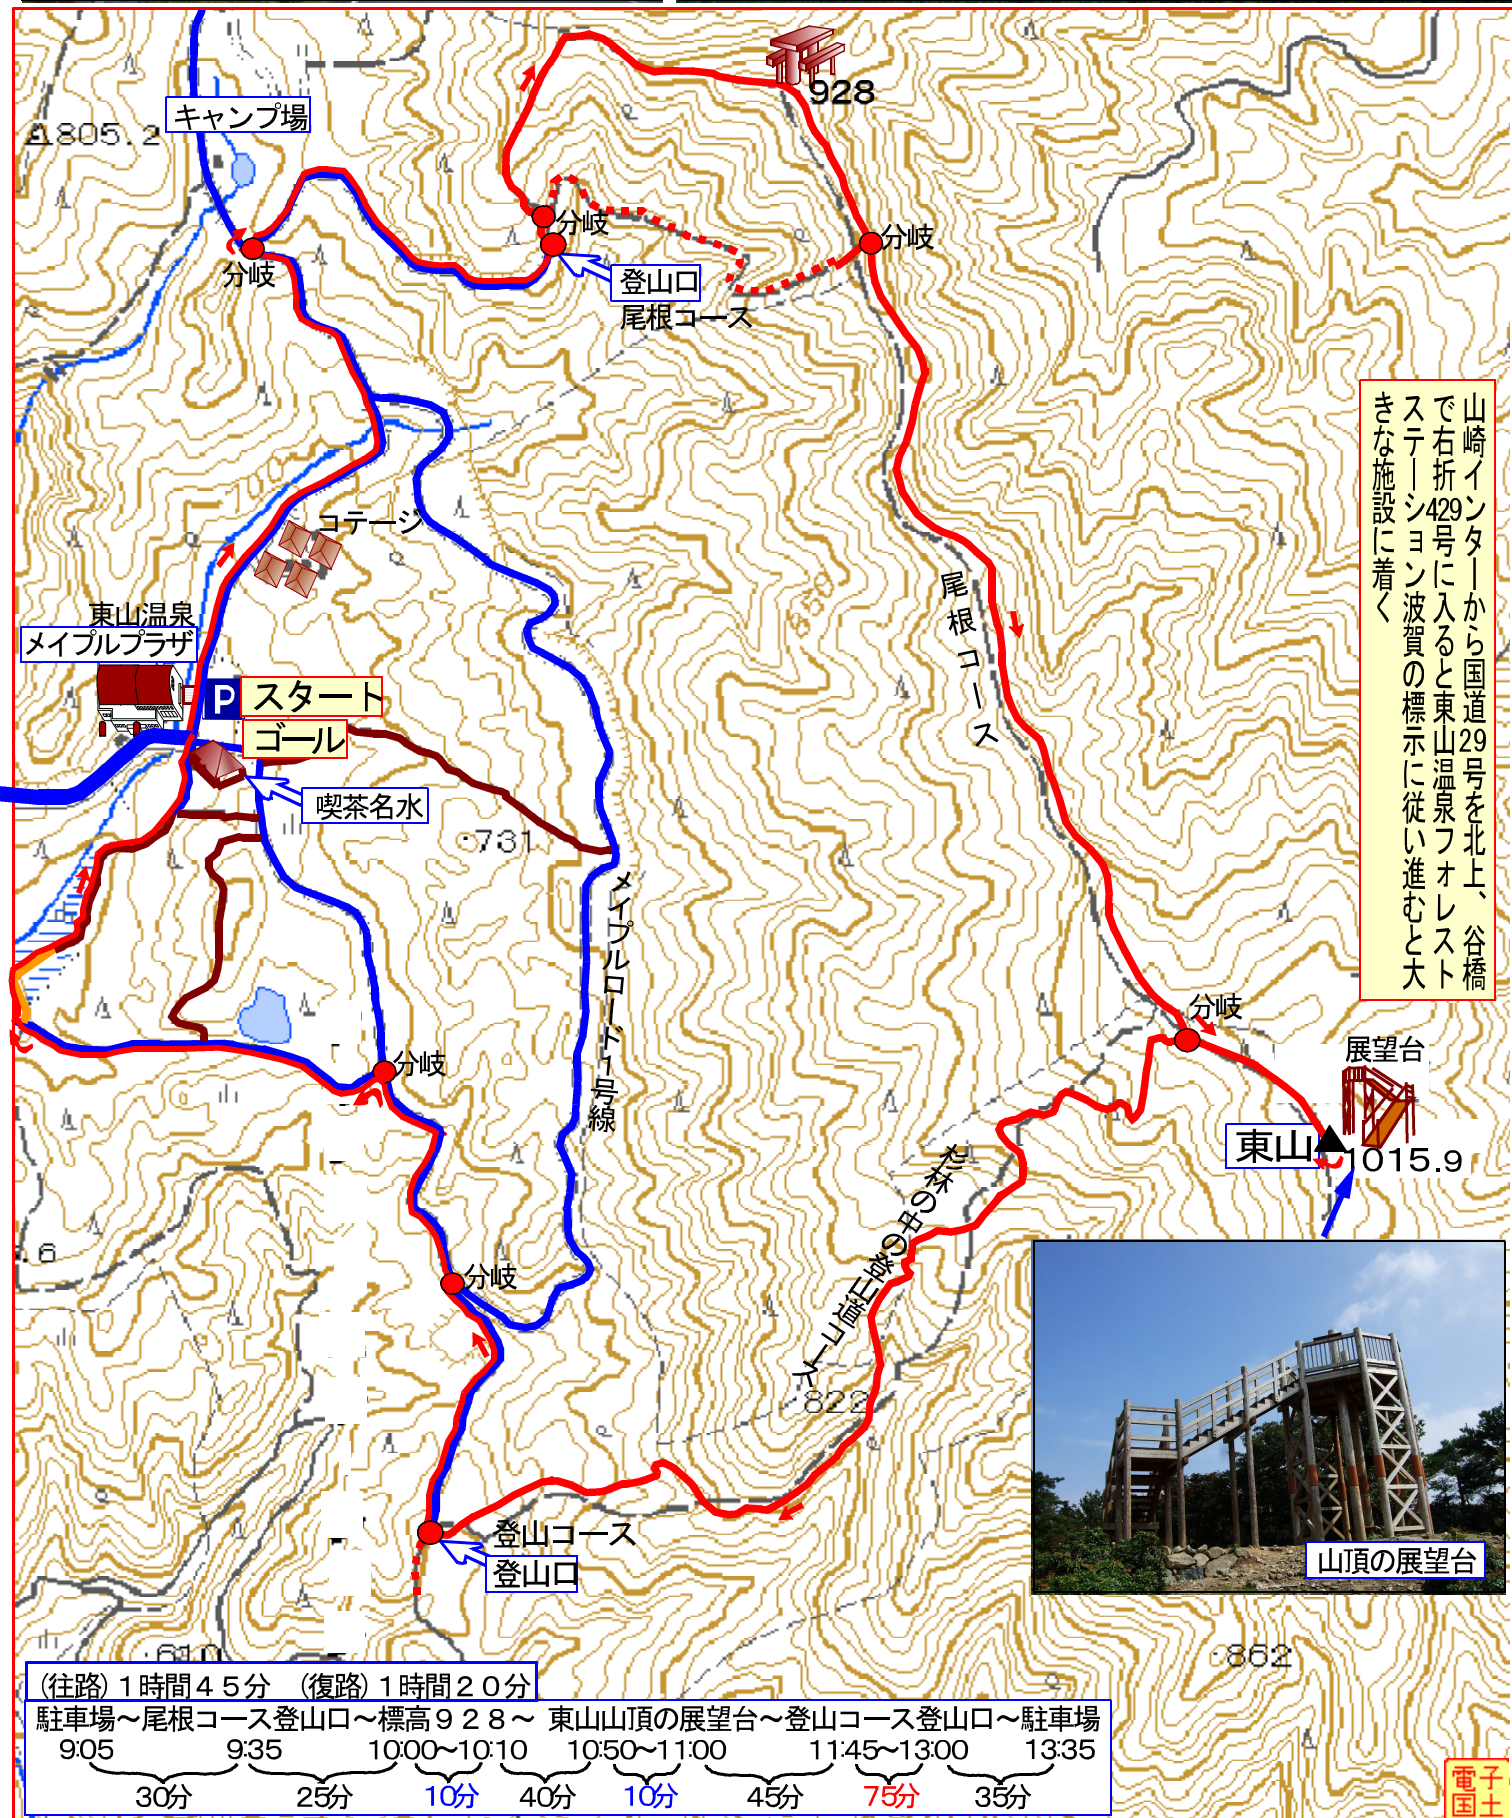 キャンプ場
805.2
928
分岐
分岐
分岐
登山口
尾根コース
山崎インターから国道29号を北上、谷橋
で右折429号に入ると東山温泉フォレスト
ステーション波賀の標示に従い進むと大
きな施設に着く
コテージ
尾根コース
東山温泉
メイプルプラザ
P
スタート
ゴール
喫茶名水
731
メイプルロード1号線
分岐
分岐
展望台
東山
1015.9
杉林の中の登山道コース
.6
分岐
822
登山コース
登山口
山頂の展望台
610
862
(往路)1時間45分 (復路)1時間20分
駐車場～尾根コース登山口～標高928～ 東山山頂の展望台～登山コース登山口～駐車場
9:05 9:35 10:00～10:10 10:50～11:00 11:45～13:00 13:35
30分 25分 10分 40分 10分 45分 75分 35分
電子
国土